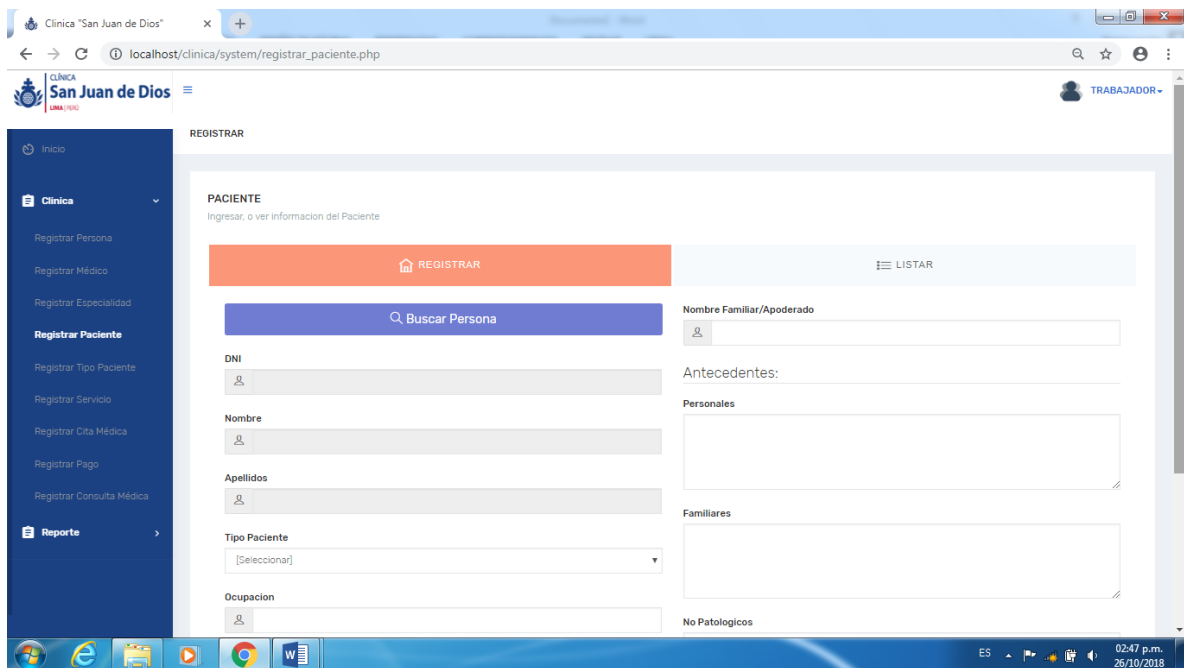 Clinica "San Juan de Dios"
localhost/clinica/system/registrar_paciente.php
CLÍNICA
San Juan de Dios
LIMA | PERÚ
TRABAJADOR
REGISTRAR
Inicio
Clinica
Registrar Persona
Registrar Médico
Registrar Especialidad
Registrar Paciente
Registrar Tipo Paciente
Registrar Servicio
Registrar Cita Médica
Registrar Pago
Registrar Consulta Médica
Reporte
PACIENTE
Ingresar, o ver informacion del Paciente
REGISTRAR
LISTAR
Buscar Persona
DNI
Nombre
Apellidos
Tipo Paciente
[Seleccionar]
Ocupacion
Nombre Familiar/Apoderado
Antecedentes:
Personales
Familiares
No Patologicos
ES
02:47 p.m.
26/10/2018